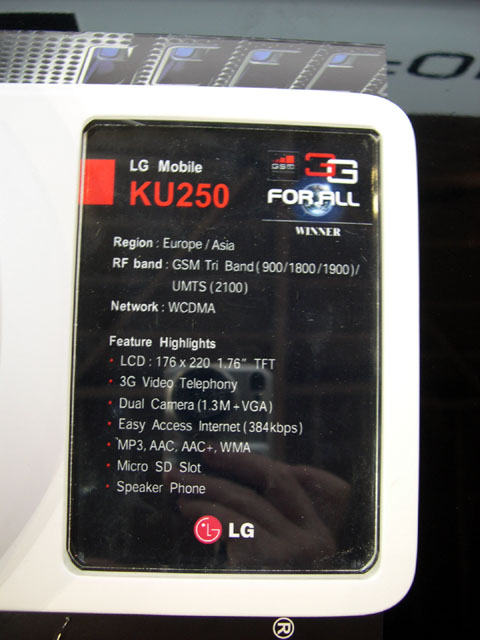 LG Mobile
KU250
GSM
3G
FOR ALL
WINNER
Region : Europe / Asia
RF band : GSM Tri Band ( 900 /1800 /1900)/
UMTS ( 2100)
Network : WCDMA
Feature Highlights
• LCD : 176 x 220 1.76" TFT
• 3G Video Telephony
• Dual Camera (1.3M + VGA)
• Easy Access Internet ( 384kbps)
• MP3, AAC, AAC+, WMA
• Micro SD Slot
• Speaker Phone
LG
®